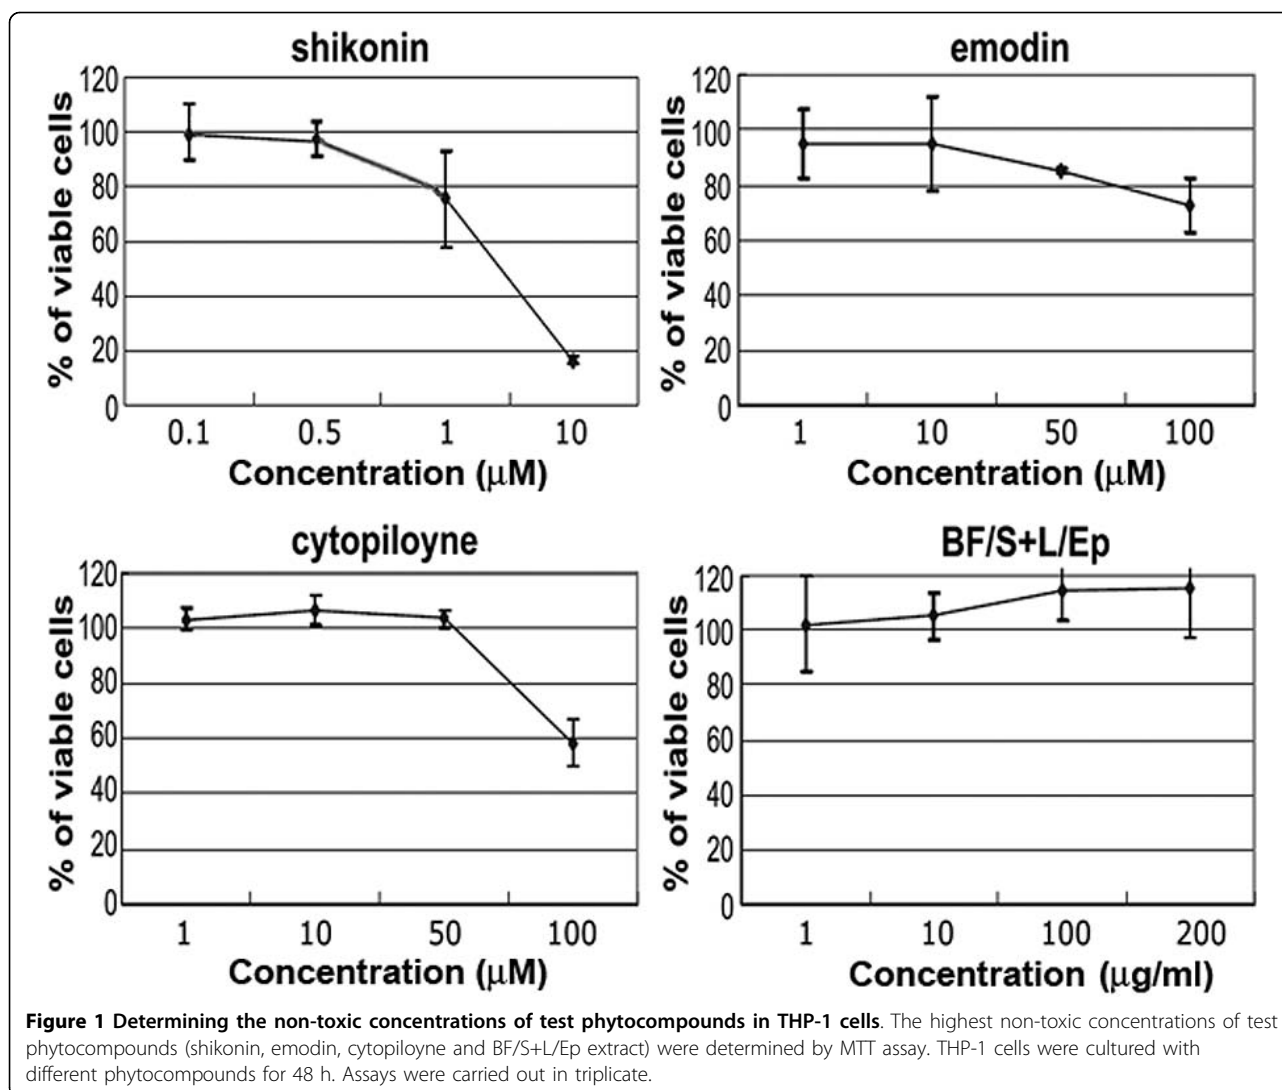 shikonin
120
100
80
60
40
20
0
% of viable cells
0.1 0.5 1 10
Concentration (μM)
emodin
120
100
80
60
40
20
0
% of viable cells
1 10 50 100
Concentration (μM)
cytopiloyne
120
100
80
60
40
20
0
% of viable cells
1 10 50 100
Concentration (μM)
BF/S+L/Ep
120
100
80
60
40
20
0
% of viable cells
1 10 100 200
Concentration (μg/ml)
Figure 1 Determining the non-toxic concentrations of test phytocompounds in THP-1 cells. The highest non-toxic concentrations of test
phytocompounds (shikonin, emodin, cytopiloyne and BF/S+L/Ep extract) were determined by MTT assay. THP-1 cells were cultured with
different phytocompounds for 48 h. Assays were carried out in triplicate.